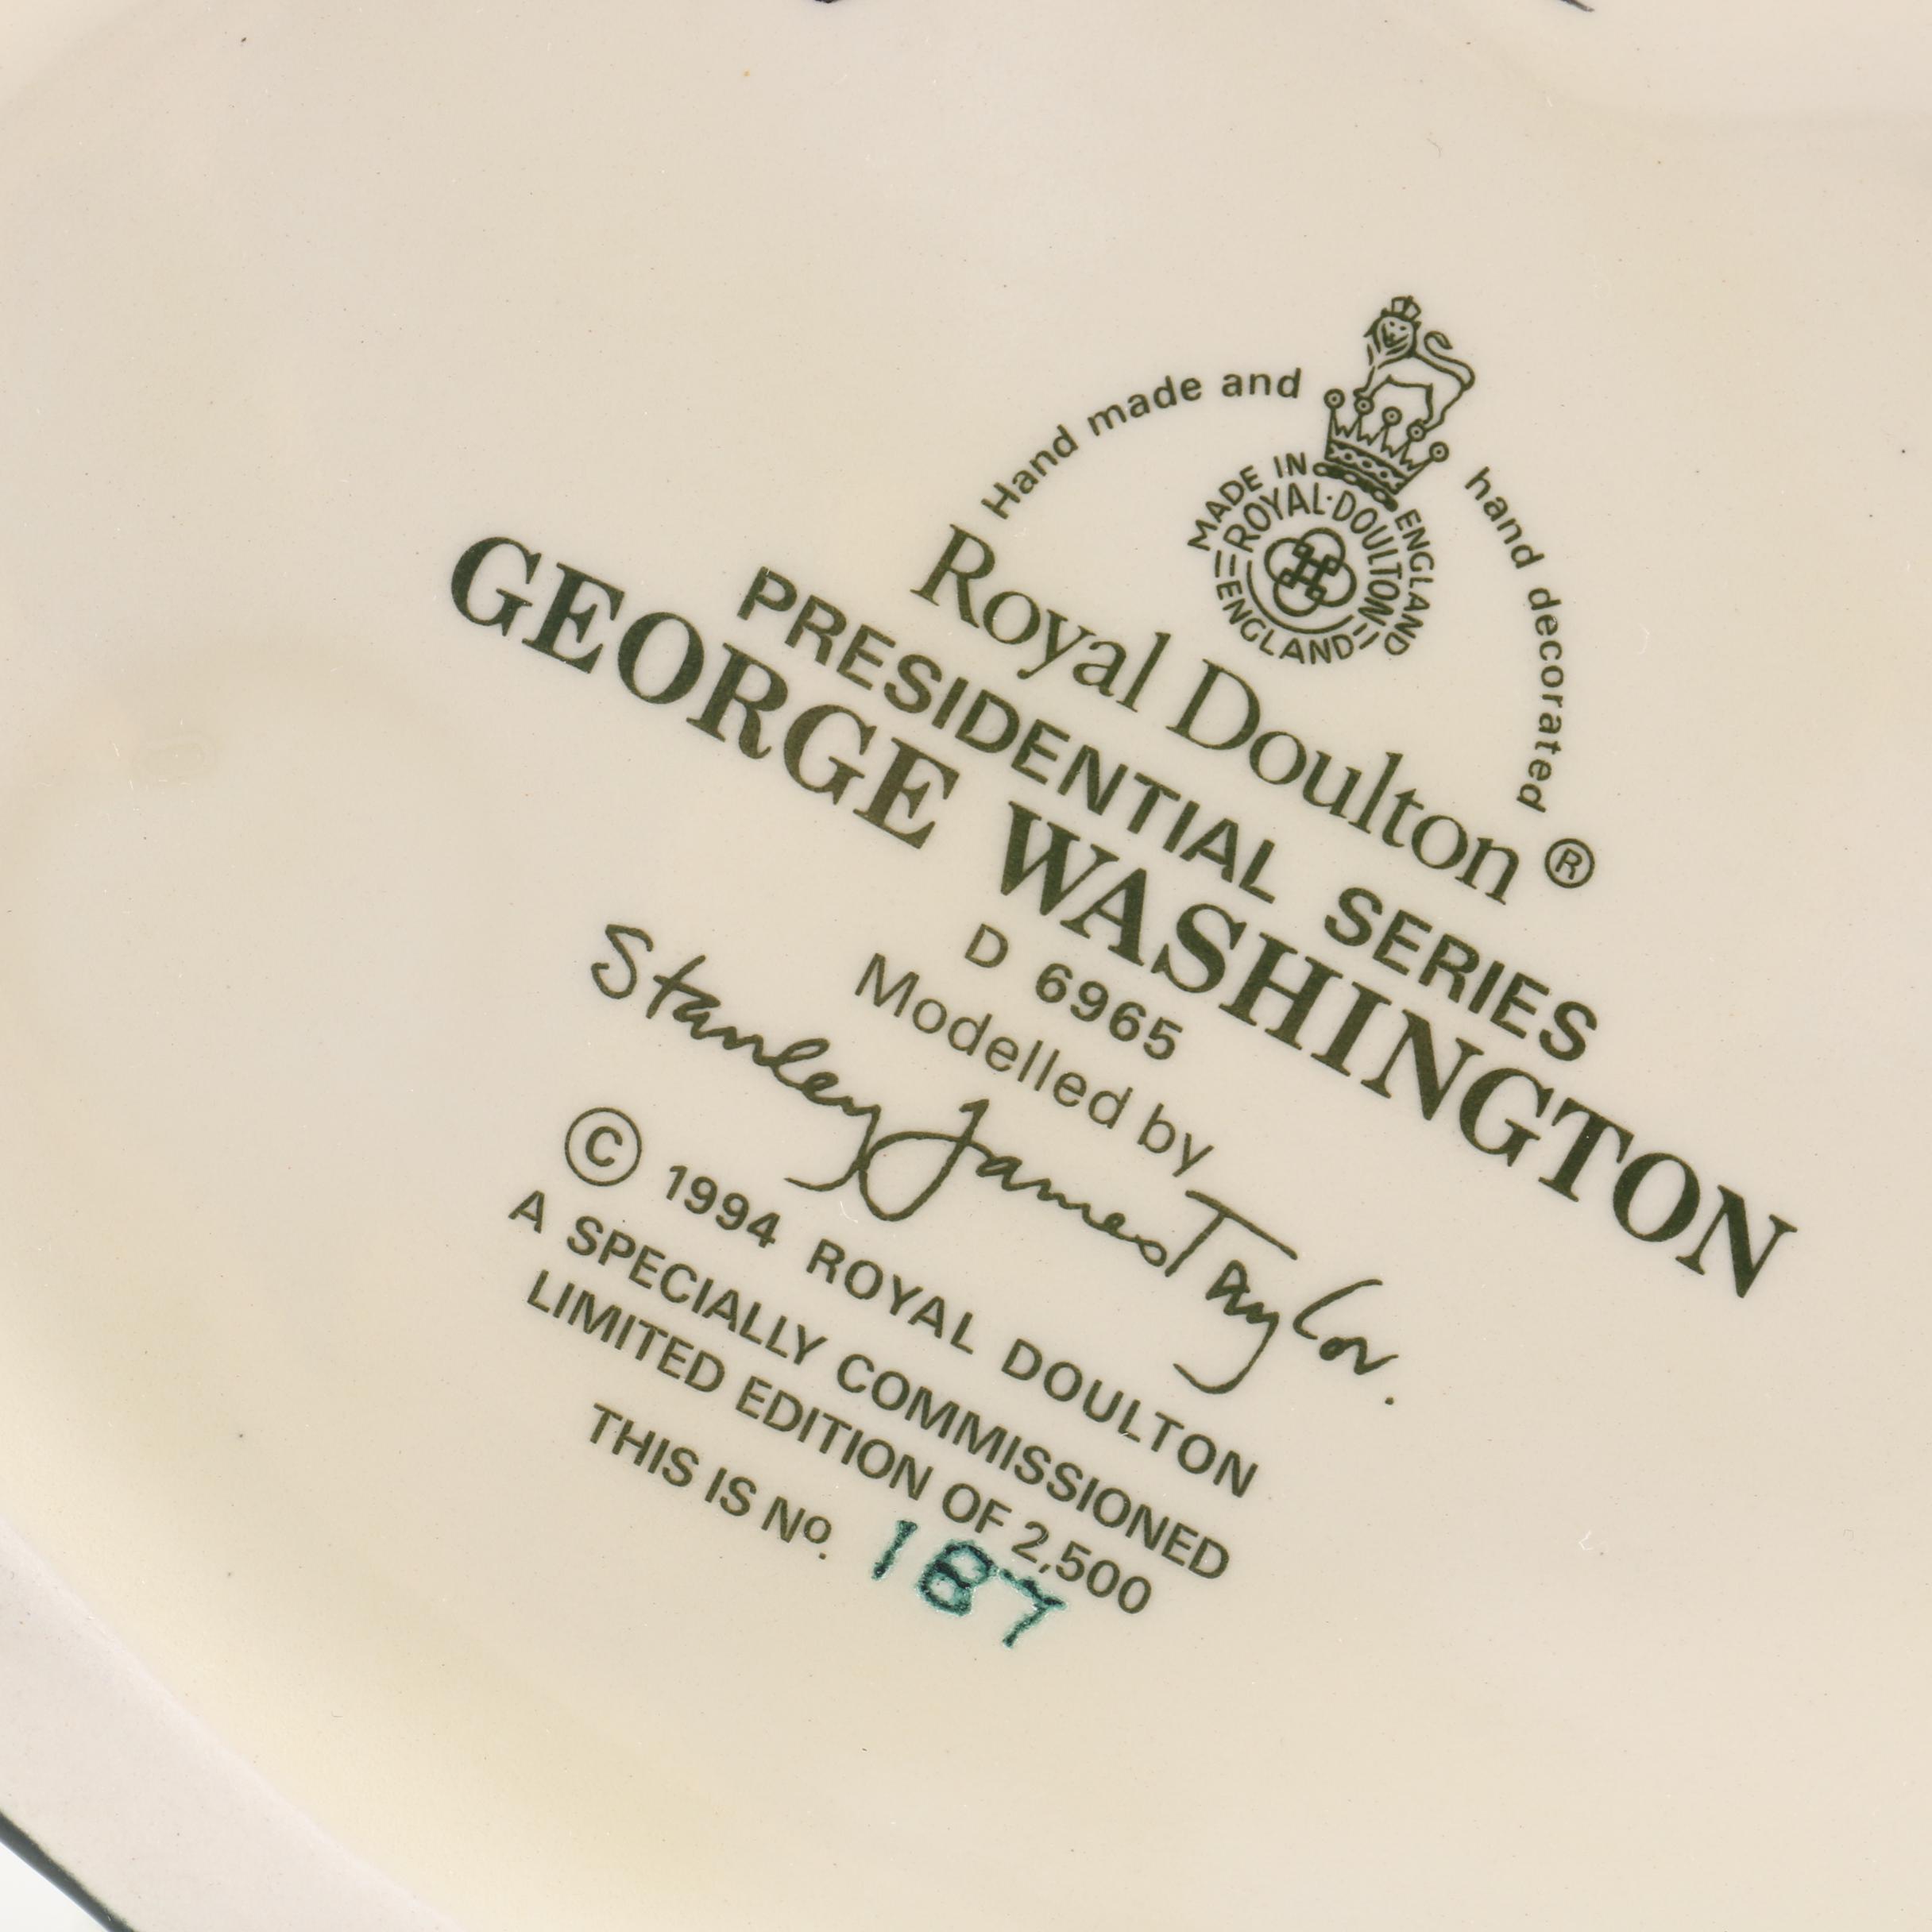 Hand made and hand decorated
MADE IN ENGLAND
ROYAL·DOULTON
ENGLAND
Royal Doulton ®
PRESIDENTIAL SERIES
GEORGE WASHINGTON
D 6965
Modelled by
Stanley James Taylor.
© 1994 ROYAL DOULTON
A SPECIALLY COMMISSIONED
LIMITED EDITION OF 2,500
THIS IS Nº. 187